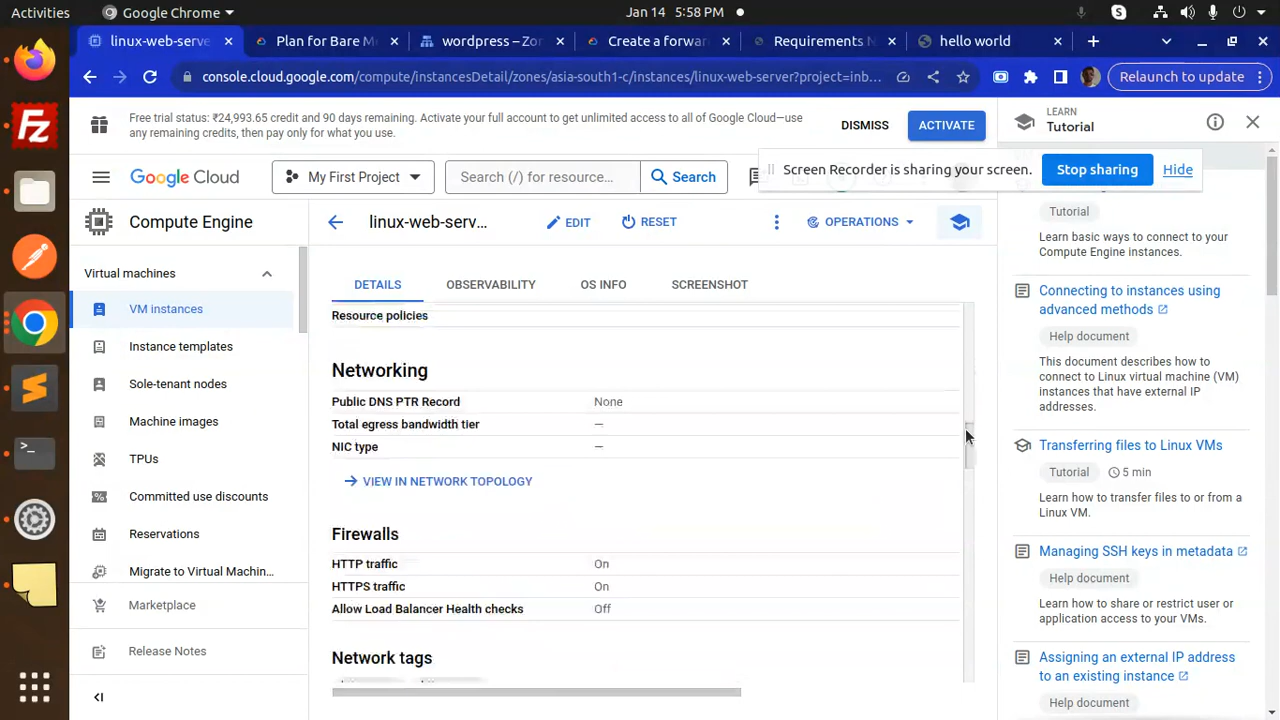 Activities
Google Chrome
Jan 14 5:58 PM
linux-web-serve
Plan for Bare M
wordpress – Zon
Create a forwar
Requirements N
hello world
console.cloud.google.com/compute/instancesDetail/zones/asia-south1-c/instances/linux-web-server?project=inb...
Relaunch to update
Free trial status: ₹24,993.65 credit and 90 days remaining. Activate your full account to get unlimited access to all of Google Cloud—use
any remaining credits, then pay only for what you use.
DISMISS
ACTIVATE
LEARN
Tutorial
Google Cloud
My First Project
Search (/) for resource...
Search
Screen Recorder is sharing your screen.
Stop sharing
Hide
Compute Engine
linux-web-serv...
EDIT
RESET
OPERATIONS
Virtual machines
VM instances
Instance templates
Sole-tenant nodes
Machine images
TPUs
Committed use discounts
Reservations
Migrate to Virtual Machin...
Marketplace
Release Notes
DETAILS
OBSERVABILITY
OS INFO
SCREENSHOT
Resource policies
Networking
Public DNS PTR Record None
Total egress bandwidth tier —
NIC type —
VIEW IN NETWORK TOPOLOGY
Firewalls
HTTP traffic On
HTTPS traffic On
Allow Load Balancer Health checks Off
Network tags
Tutorial
Learn basic ways to connect to your
Compute Engine instances.
Connecting to instances using
advanced methods
Help document
This document describes how to
connect to Linux virtual machine (VM)
instances that have external IP
addresses.
Transferring files to Linux VMs
Tutorial 5 min
Learn how to transfer files to or from a
Linux VM.
Managing SSH keys in metadata
Help document
Learn how to share or restrict user or
application access to your VMs.
Assigning an external IP address
to an existing instance
Help document